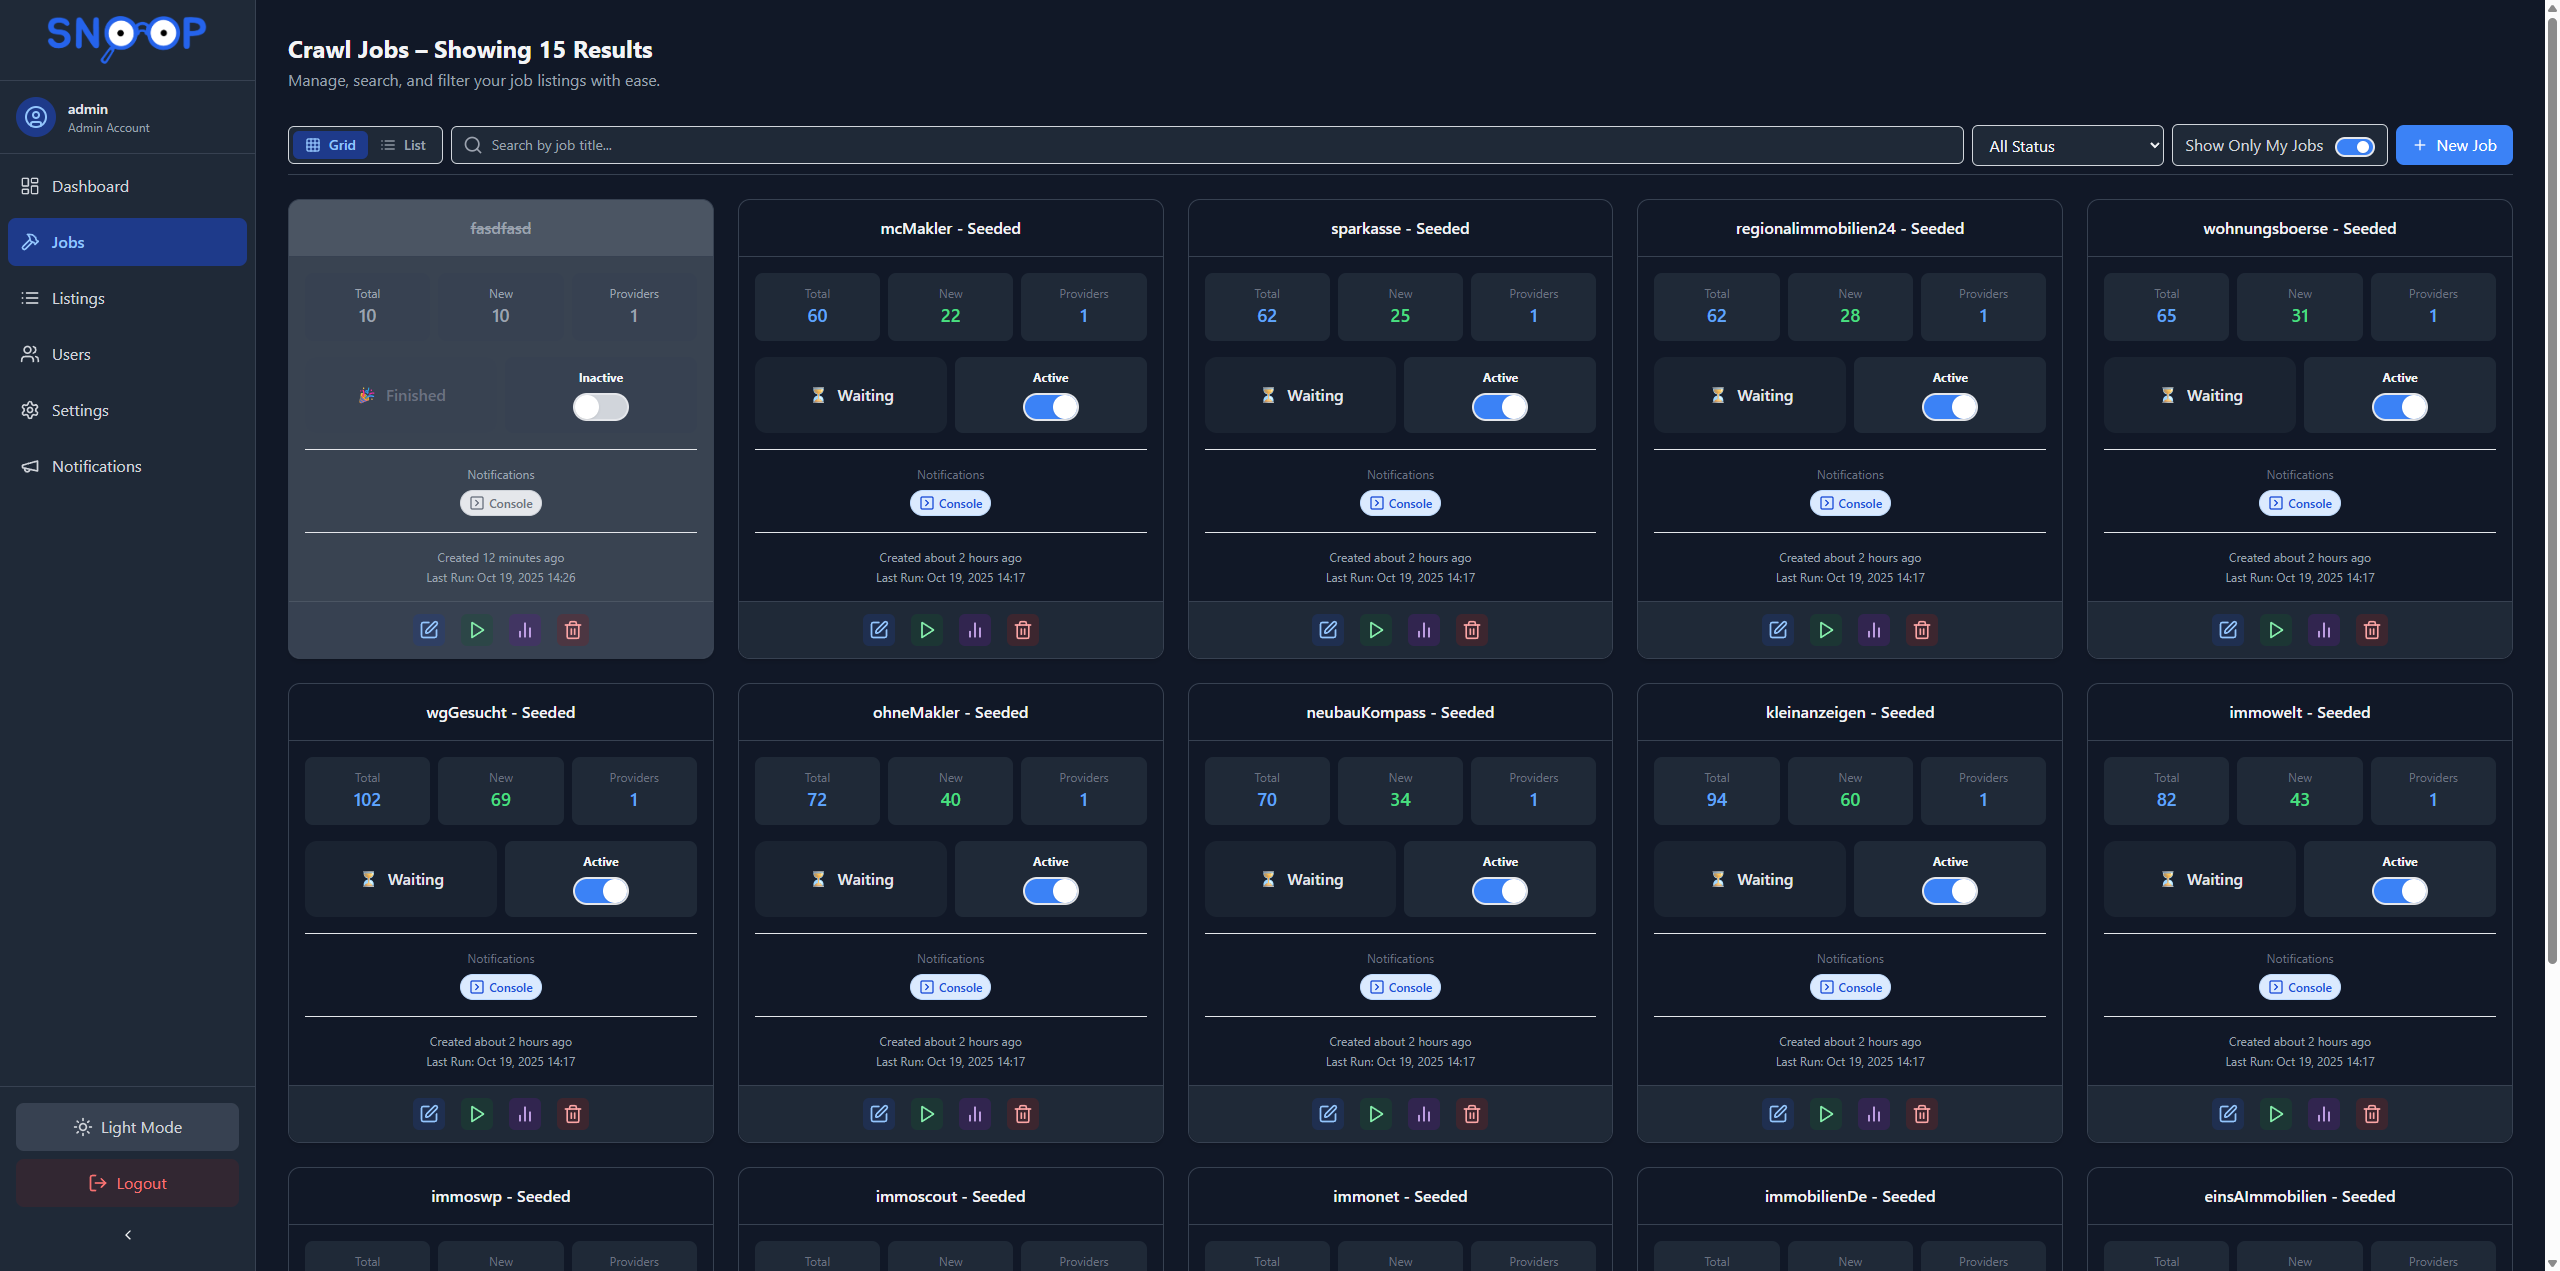 SNOOP
admin
Admin Account
Dashboard
Jobs
Listings
Users
Settings
Notifications
Light Mode
Logout
Crawl Jobs – Showing 15 Results
Manage, search, and filter your job listings with ease.
Grid
List
Search by job title...
All Status
Show Only My Jobs
New Job
fasdfasd
Total
10
New
10
Providers
1
Finished
Inactive
Notifications
Console
Created 12 minutes ago
Last Run: Oct 19, 2025 14:26
mcMakler - Seeded
Total
60
New
22
Providers
1
Waiting
Active
Notifications
Console
Created about 2 hours ago
Last Run: Oct 19, 2025 14:17
sparkasse - Seeded
Total
62
New
25
Providers
1
Waiting
Active
Notifications
Console
Created about 2 hours ago
Last Run: Oct 19, 2025 14:17
regionalimmobilien24 - Seeded
Total
62
New
28
Providers
1
Waiting
Active
Notifications
Console
Created about 2 hours ago
Last Run: Oct 19, 2025 14:17
wohnungsboerse - Seeded
Total
65
New
31
Providers
1
Waiting
Active
Notifications
Console
Created about 2 hours ago
Last Run: Oct 19, 2025 14:17
wgGesucht - Seeded
Total
102
New
69
Providers
1
Waiting
Active
Notifications
Console
Created about 2 hours ago
Last Run: Oct 19, 2025 14:17
ohneMakler - Seeded
Total
72
New
40
Providers
1
Waiting
Active
Notifications
Console
Created about 2 hours ago
Last Run: Oct 19, 2025 14:17
neubauKompass - Seeded
Total
70
New
34
Providers
1
Waiting
Active
Notifications
Console
Created about 2 hours ago
Last Run: Oct 19, 2025 14:17
kleinanzeigen - Seeded
Total
94
New
60
Providers
1
Waiting
Active
Notifications
Console
Created about 2 hours ago
Last Run: Oct 19, 2025 14:17
immowelt - Seeded
Total
82
New
43
Providers
1
Waiting
Active
Notifications
Console
Created about 2 hours ago
Last Run: Oct 19, 2025 14:17
immoswp - Seeded
Total
New
Providers
immoscout - Seeded
Total
New
Providers
immonet - Seeded
Total
New
Providers
immobilienDe - Seeded
Total
New
Providers
einsAImmobilien - Seeded
Total
New
Providers